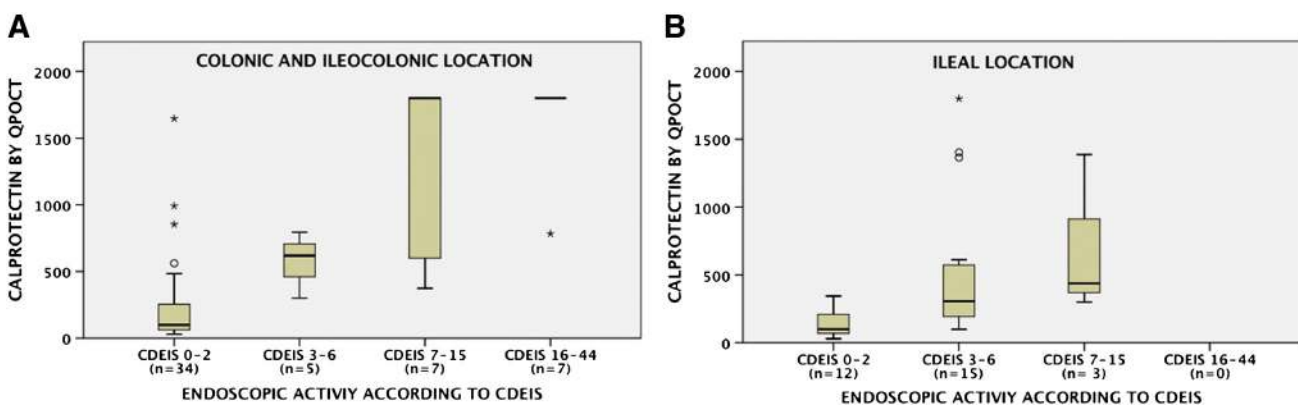 A
COLONIC AND ILEOCOLONIC LOCATION
CALPROTECTIN BY QPOCT
2000
1500
1000
500
0
CDEIS 0-2
(n=34)
CDEIS 3-6
(n=5)
CDEIS 7-15
(n=7)
CDEIS 16-44
(n=7)
ENDOSCOPIC ACTIVIY ACCORDING TO CDEIS
B
ILEAL LOCATION
CALPROTECTIN BY QPOCT
2000
1500
1000
500
0
CDEIS 0-2
(n=12)
CDEIS 3-6
(n=15)
CDEIS 7-15
(n= 3)
CDEIS 16-44
(n=0)
ENDOSCOPIC ACTIVIY ACCORDING TO CDEIS